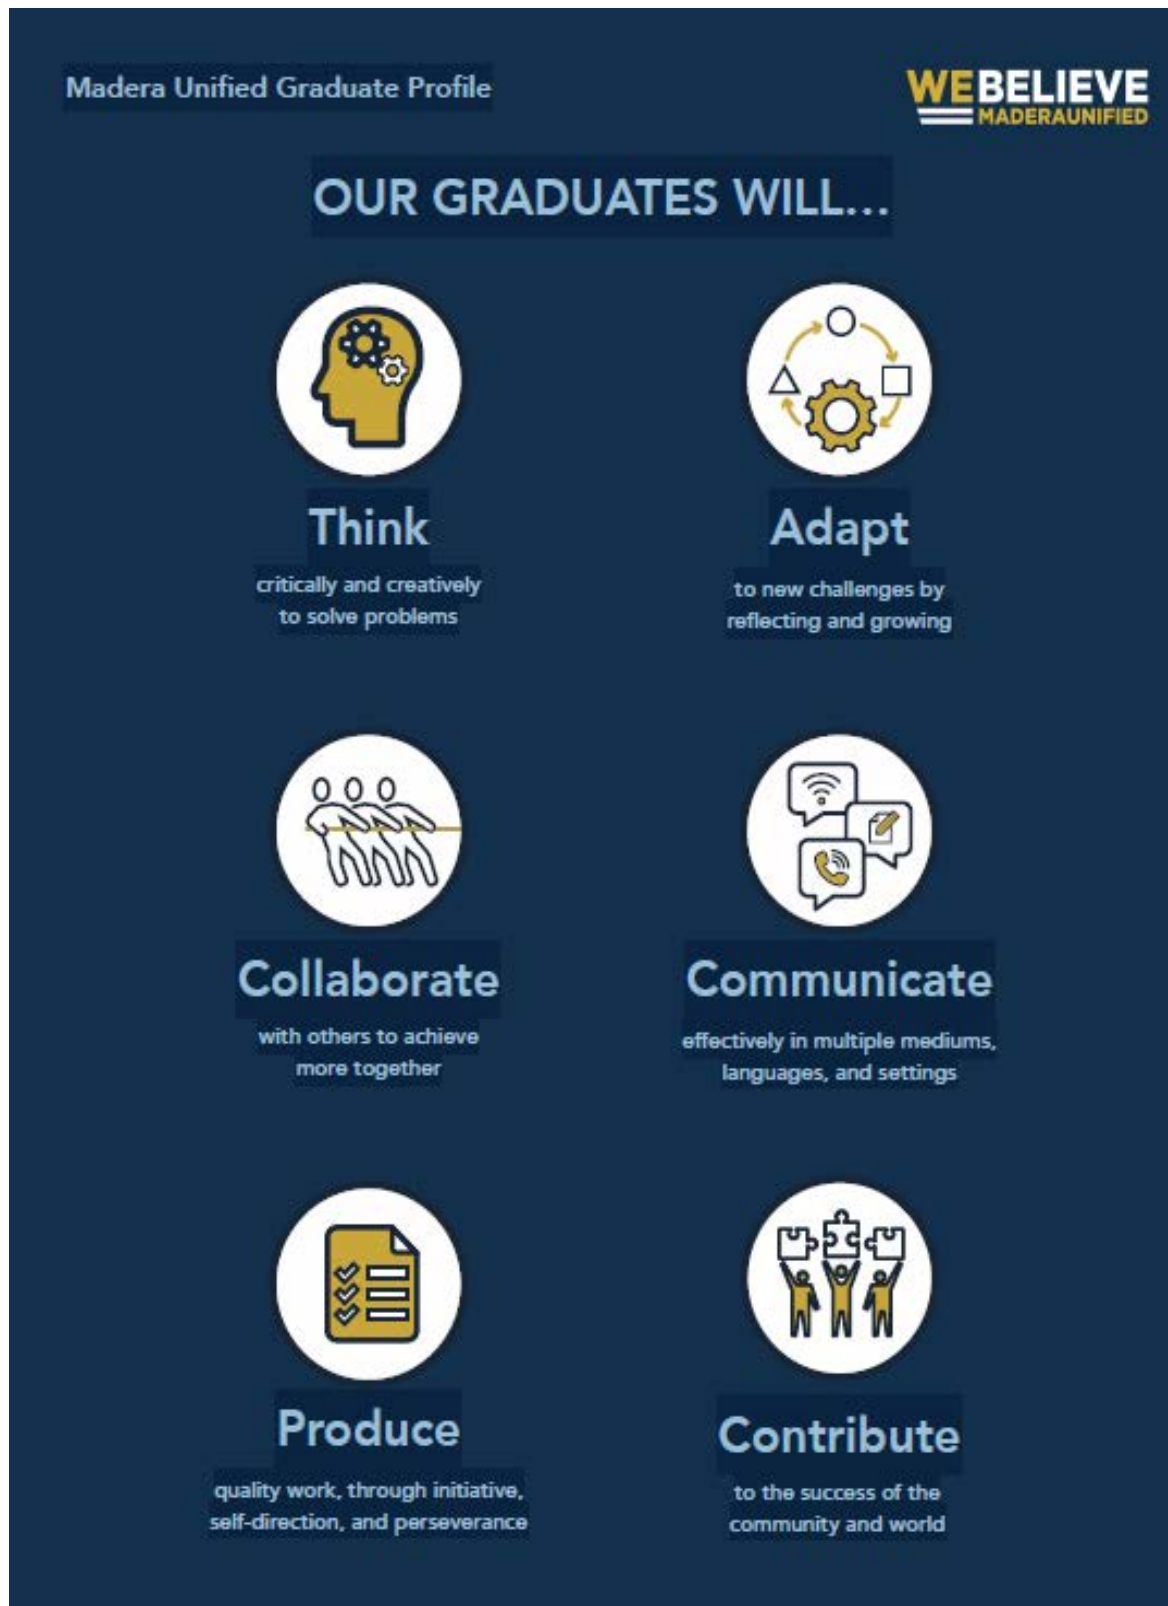 Madera Unified Graduate Profile
WEBELIEVE
MADERAUNIFIED
OUR GRADUATES WILL...
Think
critically and creatively
to solve problems
Adapt
to new challenges by
reflecting and growing
Collaborate
with others to achieve
more together
Communicate
effectively in multiple mediums,
languages, and settings
Produce
quality work, through initiative,
self-direction, and perseverance
Contribute
to the success of the
community and world